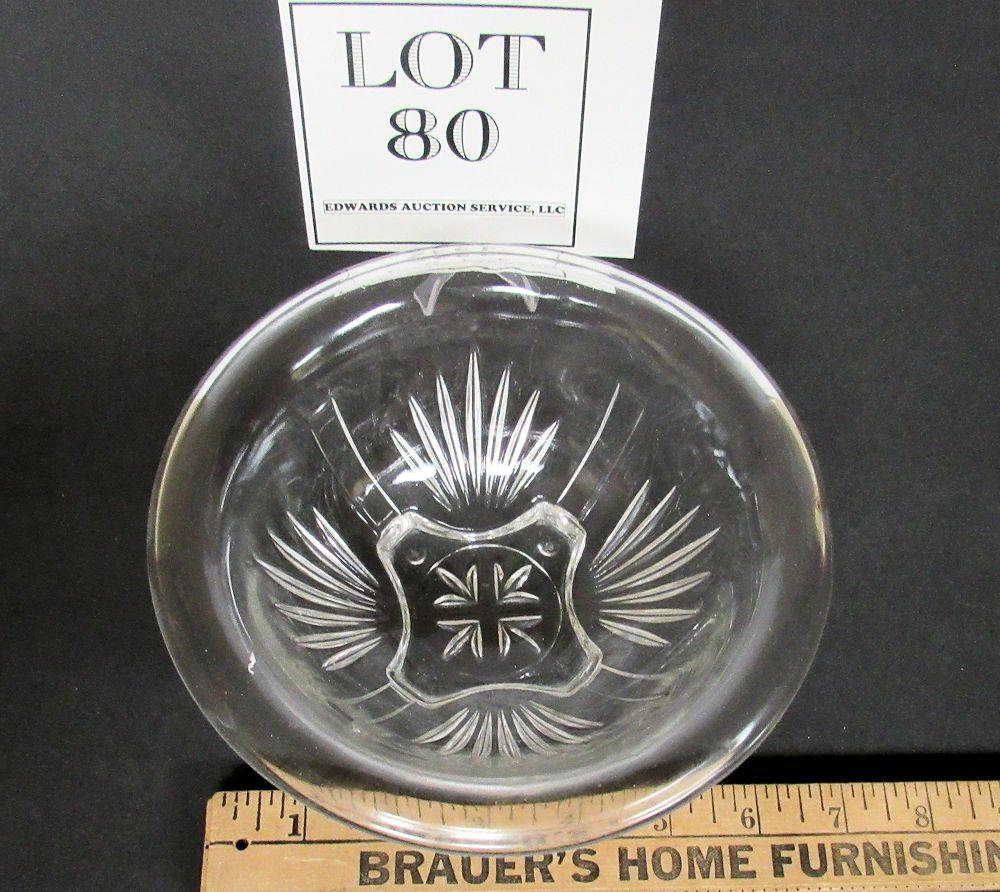 LOT
80
EDWARDS AUCTION SERVICE, LLC
1 5 6 7 8
BRAUER'S HOME FURNISHIN